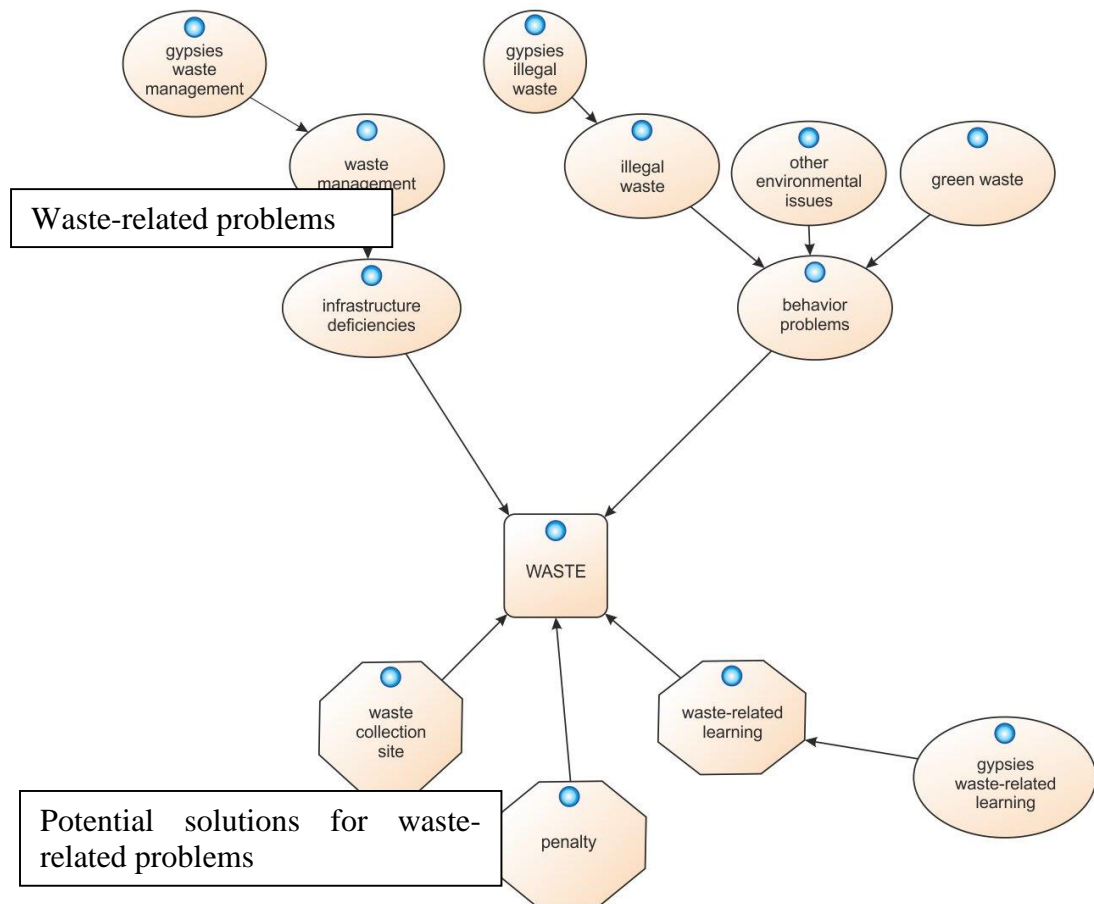 gypsies
waste
management
gypsies
illegal
waste
waste
management
illegal
waste
other
environmental
issues
green waste
Waste-related problems
infrastructure
deficiencies
behavior
problems
WASTE
waste
collection
site
waste-related
learning
gypsies
waste-related
learning
Potential solutions for waste-
related problems
penalty